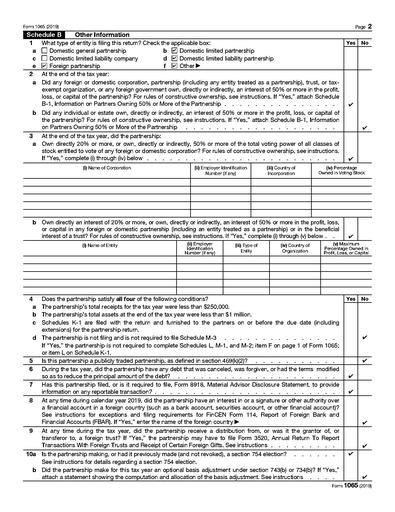 Form 1065 (2019) Page 2
Schedule B Other Information
1 What type of entity is filing this return? Check the applicable box: Yes No
a ☐ Domestic general partnership b ☑ Domestic limited partnership
c ☐ Domestic limited liability company d ☑ Domestic limited liability partnership
e ☑ Foreign partnership f ☑ Other ▶
2 At the end of the tax year:
a Did any foreign or domestic corporation, partnership (including any entity treated as a partnership), trust, or tax-
exempt organization, or any foreign government own, directly or indirectly, an interest of 50% or more in the profit,
loss, or capital of the partnership? For rules of constructive ownership, see instructions. If "Yes," attach Schedule
B-1, Information on Partners Owning 50% or More of the Partnership . . . . . . . . . . . . . . ✔
b Did any individual or estate own, directly or indirectly, an interest of 50% or more in the profit, loss, or capital of
the partnership? For rules of constructive ownership, see instructions. If "Yes," attach Schedule B-1, Information
on Partners Owning 50% or More of the Partnership . . . . . . . . . . . . . . ✔
3 At the end of the tax year, did the partnership:
a Own directly 20% or more, or own, directly or indirectly, 50% or more of the total voting power of all classes of
stock entitled to vote of any foreign or domestic corporation? For rules of constructive ownership, see instructions.
If "Yes," complete (i) through (iv) below . . . . . . . . . . . . . . ✔
(i) Name of Corporation (ii) Employer Identification Number (if any) (iii) Country of Incorporation (iv) Percentage Owned in Voting Stock
b Own directly an interest of 20% or more, or own, directly or indirectly, an interest of 50% or more in the profit, loss,
or capital in any foreign or domestic partnership (including an entity treated as a partnership) or in the beneficial
interest of a trust? For rules of constructive ownership, see instructions. If "Yes," complete (i) through (v) below . . ✔
(i) Name of Entity (ii) Employer Identification Number (if any) (iii) Type of Entity (iv) Country of Organization (v) Maximum Percentage Owned in Profit, Loss, or Capital
4 Does the partnership satisfy all four of the following conditions? Yes No
a The partnership's total receipts for the tax year were less than $250,000.
b The partnership's total assets at the end of the tax year were less than $1 million.
c Schedules K-1 are filed with the return and furnished to the partners on or before the due date (including
extensions) for the partnership return.
d The partnership is not filing and is not required to file Schedule M-3 . . . . . . . . . . . . . . ✔
If "Yes," the partnership is not required to complete Schedules L, M-1, and M-2; item F on page 1 of Form 1065;
or item L on Schedule K-1.
5 Is this partnership a publicly traded partnership, as defined in section 469(k)(2)? . . . . . . . . . . ✔
6 During the tax year, did the partnership have any debt that was canceled, was forgiven, or had the terms modified
so as to reduce the principal amount of the debt? . . . . . . . . . . . . . . ✔
7 Has this partnership filed, or is it required to file, Form 8918, Material Advisor Disclosure Statement, to provide
information on any reportable transaction? . . . . . . . . . . . . . . ✔
8 At any time during calendar year 2019, did the partnership have an interest in or a signature or other authority over
a financial account in a foreign country (such as a bank account, securities account, or other financial account)?
See instructions for exceptions and filing requirements for FinCEN Form 114, Report of Foreign Bank and
Financial Accounts (FBAR). If "Yes," enter the name of the foreign country ▶ ✔
9 At any time during the tax year, did the partnership receive a distribution from, or was it the grantor of, or
transferor to, a foreign trust? If "Yes," the partnership may have to file Form 3520, Annual Return To Report
Transactions With Foreign Trusts and Receipt of Certain Foreign Gifts. See instructions . . . . . . . . ✔
10a Is the partnership making, or had it previously made (and not revoked), a section 754 election? . . . . . . ✔
See instructions for details regarding a section 754 election.
b Did the partnership make for this tax year an optional basis adjustment under section 743(b) or 734(b)? If "Yes,"
attach a statement showing the computation and allocation of the basis adjustment. See instructions . . . . ✔
Form 1065 (2019)